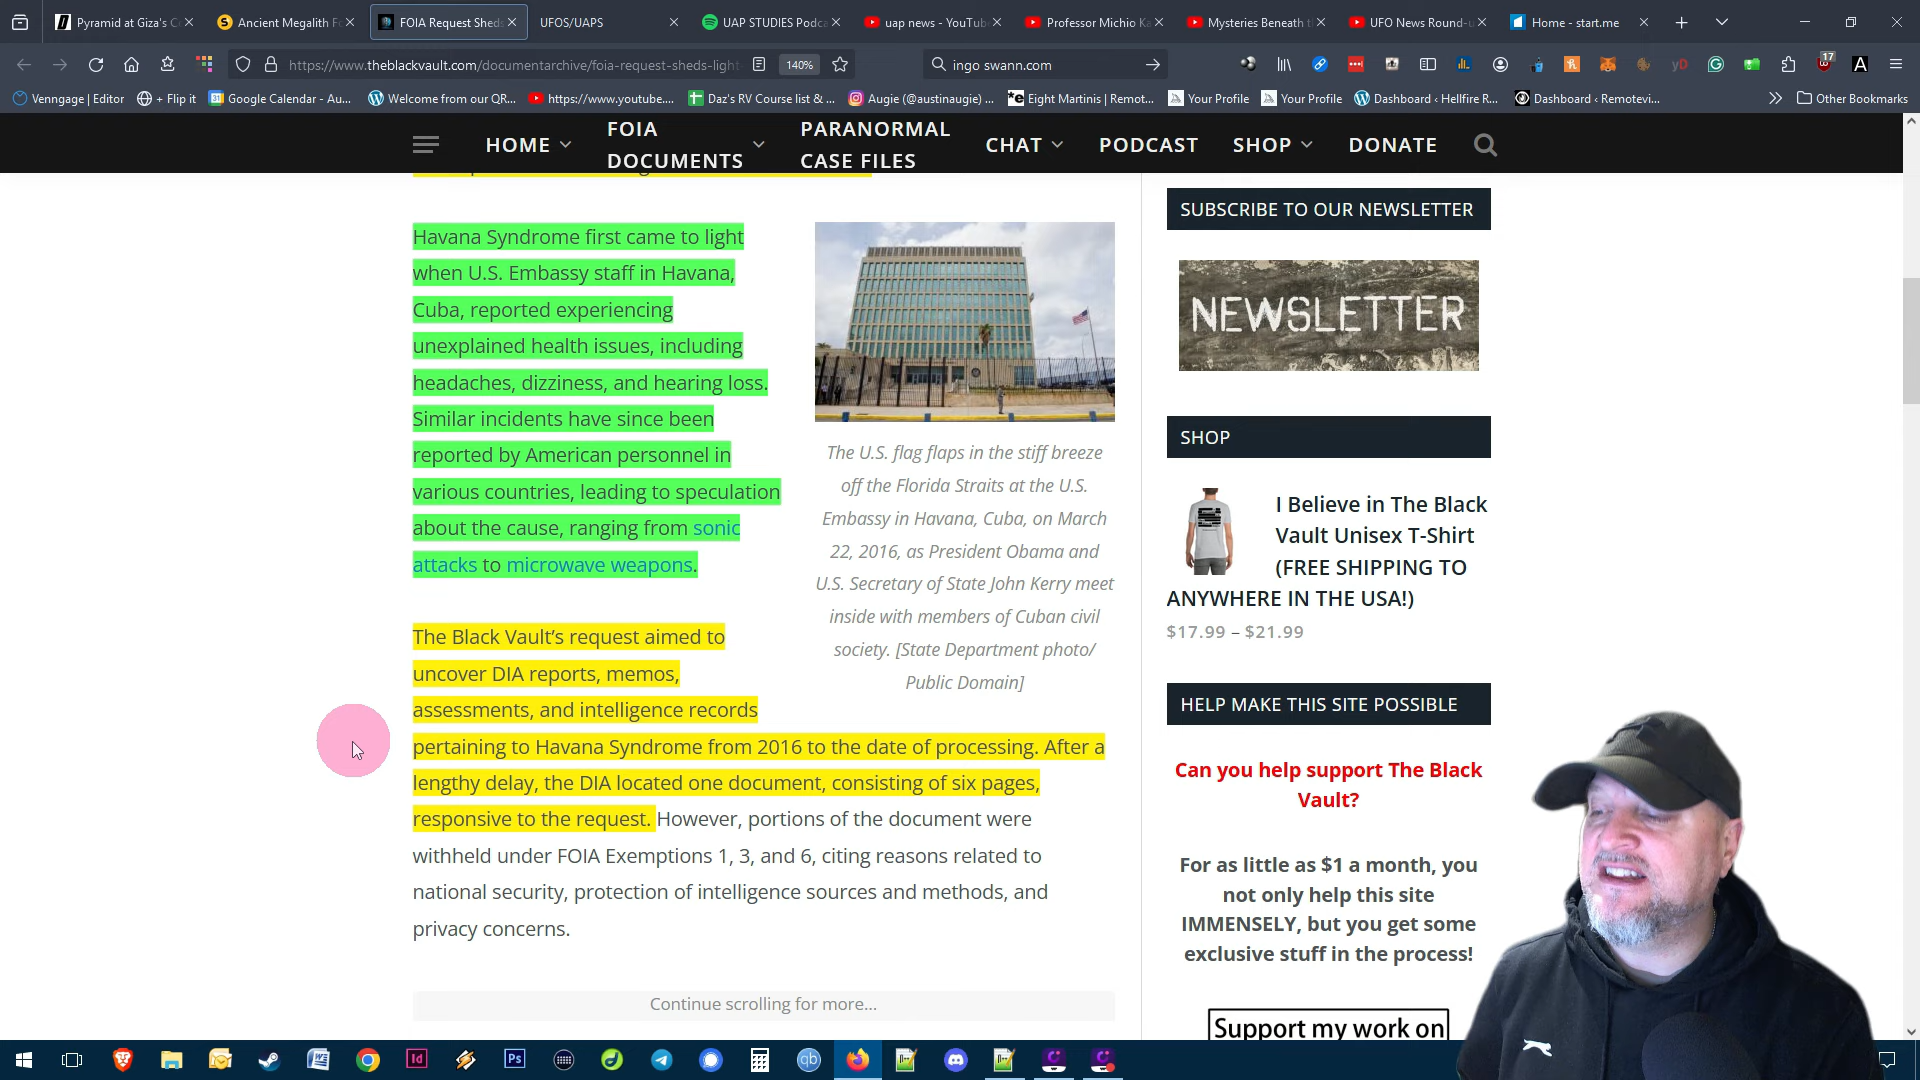 Pyramid at Giza's C
Ancient Megalith Fo
FOIA Request Sheds
UFOS/UAPS
UAP STUDIES Podca
uap news - YouTube
Professor Michio Ka
Mysteries Beneath t
UFO News Round-u
Home - start.me
https://www.theblackvault.com/documentarchive/foia-request-sheds-light
140%
ingo swann.com
17
Venngage | Editor
+ Flip it
Google Calendar - Au...
Welcome from our QR...
https://www.youtube....
Daz's RV Course list & ...
Augie (@austinaugie) ...
Eight Martinis | Remot...
Your Profile
Your Profile
Dashboard ‹ Hellfire R...
Dashboard ‹ Remotevi...
Other Bookmarks
HOME
FOIA
DOCUMENTS
PARANORMAL
CASE FILES
CHAT
PODCAST
SHOP
DONATE
Havana Syndrome first came to light
when U.S. Embassy staff in Havana,
Cuba, reported experiencing
unexplained health issues, including
headaches, dizziness, and hearing loss.
Similar incidents have since been
reported by American personnel in
various countries, leading to speculation
about the cause, ranging from sonic
attacks to microwave weapons.
The U.S. flag flaps in the stiff breeze
off the Florida Straits at the U.S.
Embassy in Havana, Cuba, on March
22, 2016, as President Obama and
U.S. Secretary of State John Kerry meet
inside with members of Cuban civil
society. [State Department photo/
Public Domain]
The Black Vault's request aimed to
uncover DIA reports, memos,
assessments, and intelligence records
pertaining to Havana Syndrome from 2016 to the date of processing. After a
lengthy delay, the DIA located one document, consisting of six pages,
responsive to the request. However, portions of the document were
withheld under FOIA Exemptions 1, 3, and 6, citing reasons related to
national security, protection of intelligence sources and methods, and
privacy concerns.
Continue scrolling for more...
SUBSCRIBE TO OUR NEWSLETTER
NEWSLETTER
SHOP
I Believe in The Black
Vault Unisex T-Shirt
(FREE SHIPPING TO
ANYWHERE IN THE USA!)
$17.99 – $21.99
HELP MAKE THIS SITE POSSIBLE
Can you help support The Black
Vault?
For as little as $1 a month, you
not only help this site
IMMENSELY, but you get some
exclusive stuff in the process!
Support my work on